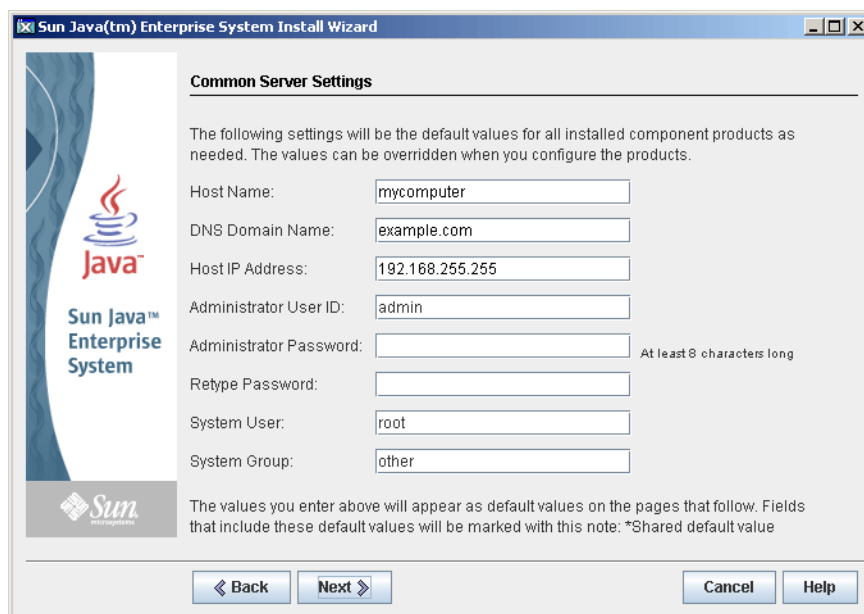 Sun Java(tm) Enterprise System Install Wizard
Common Server Settings
The following settings will be the default values for all installed component products as
needed. The values can be overridden when you configure the products.
Host Name: mycomputer
DNS Domain Name: example.com
Host IP Address: 192.168.255.255
Administrator User ID: admin
Administrator Password: At least 8 characters long
Retype Password:
System User: root
System Group: other
The values you enter above will appear as default values on the pages that follow. Fields
that include these default values will be marked with this note: *Shared default value
Java™
Sun Java™
Enterprise
System
Sun
microsystems
Back Next Cancel Help